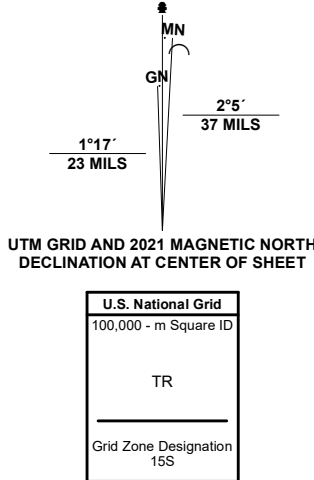 MN
GN
2°5´
37 MILS
1°17´
23 MILS
UTM GRID AND 2021 MAGNETIC NORTH
DECLINATION AT CENTER OF SHEET
U.S. National Grid
100,000 - m Square ID
TR
Grid Zone Designation
15S